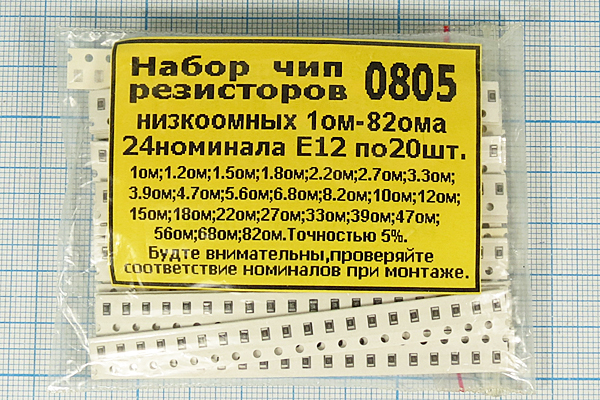 Набор чип
резисторов 0805
низкоомных 1ом-82ома
24номинала Е12 по20шт.
1ом;1.2ом;1.5ом;1.8ом;2.2ом;2.7ом;3.3ом;
3.9ом;4.7ом;5.6ом;6.8ом;8.2ом;10ом;12ом;
15ом;18ом;22ом;27ом;33ом;39ом;47ом;
56ом;68ом;82ом.Точностью 5%.
Будте внимательны,проверяйте
соответствие номиналов при монтаже.